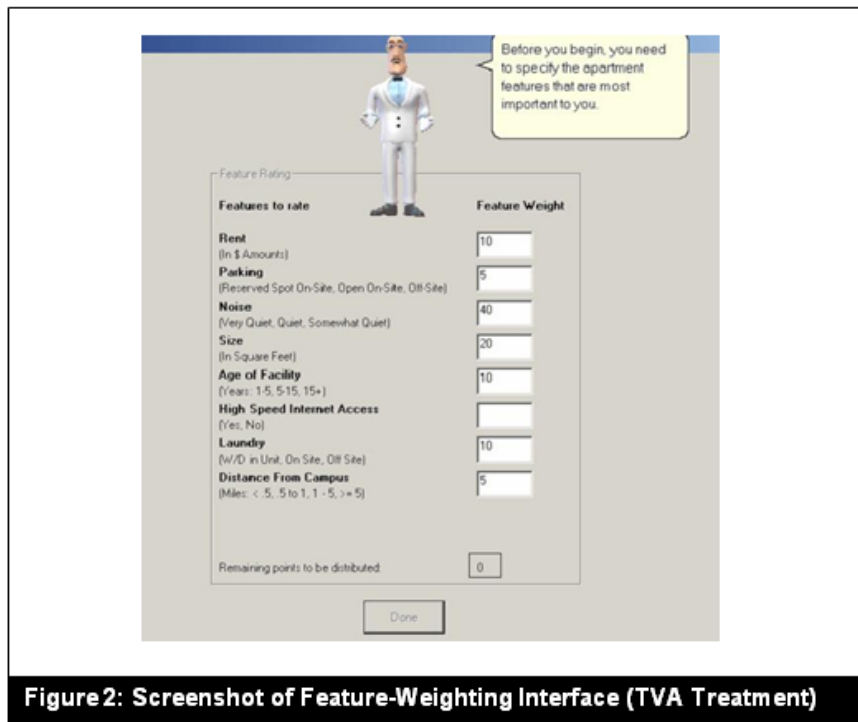 Before you begin, you need
to specify the apartment
features that are most
important to you.
Feature Rating
Features to rate Feature Weight
Rent 10
(In $ Amounts)
Parking 5
(Reserved Spot On-Site, Open On-Site, Off-Site)
Noise 40
(Very Quiet, Quiet, Somewhat Quiet)
Size 20
(In Square Feet)
Age of Facility 10
(Years: 1-5, 5-15, 15+)
High Speed Internet Access
(Yes, No)
Laundry 10
(W/D in Unit, On Site, Off Site)
Distance From Campus 5
(Miles: < .5, .5 to 1, 1 - 5, >= 5)
Remaining points to be distributed: 0
Done
Figure 2: Screenshot of Feature-Weighting Interface (TVA Treatment)